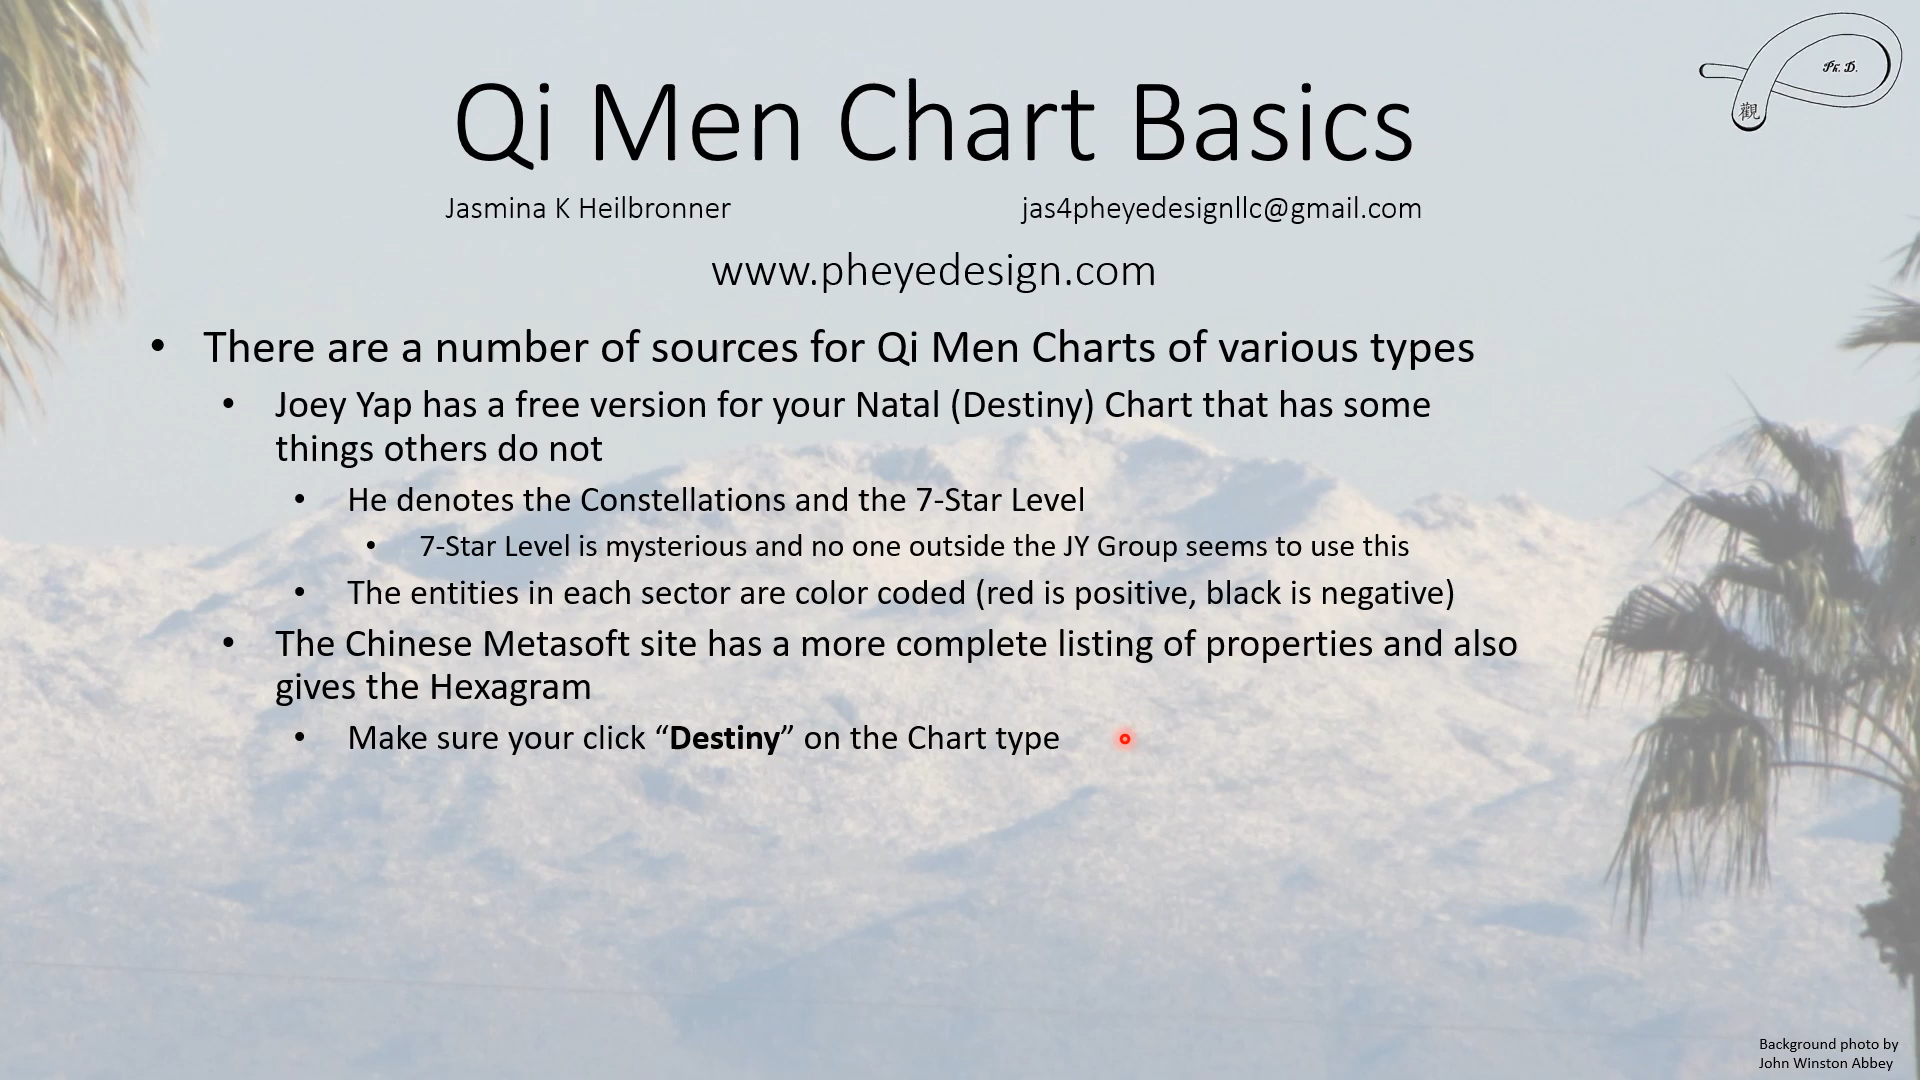 Ph. D.
觀
Qi Men Chart Basics
Jasmina K Heilbronner jas4pheyedesignllc@gmail.com
www.pheyedesign.com
• There are a number of sources for Qi Men Charts of various types
• Joey Yap has a free version for your Natal (Destiny) Chart that has some
things others do not
• He denotes the Constellations and the 7-Star Level
• 7-Star Level is mysterious and no one outside the JY Group seems to use this
• The entities in each sector are color coded (red is positive, black is negative)
• The Chinese Metasoft site has a more complete listing of properties and also
gives the Hexagram
• Make sure your click “Destiny” on the Chart type
Background photo by
John Winston Abbey